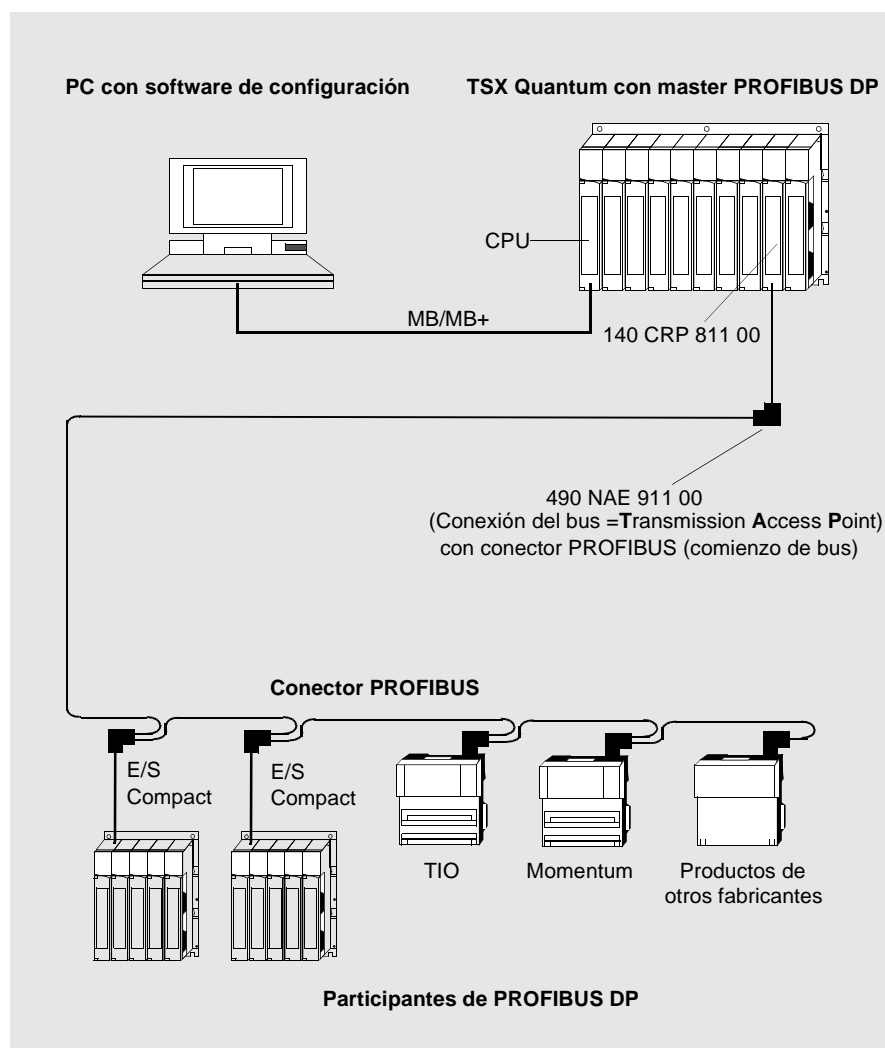 PC con software de configuración
TSX Quantum con master PROFIBUS DP
CPU
MB/MB+
140 CRP 811 00
490 NAE 911 00
(Conexión del bus =Transmission Access Point)
con conector PROFIBUS (comienzo de bus)
Conector PROFIBUS
E/S
Compact
E/S
Compact
TIO
Momentum
Productos de
otros fabricantes
Participantes de PROFIBUS DP